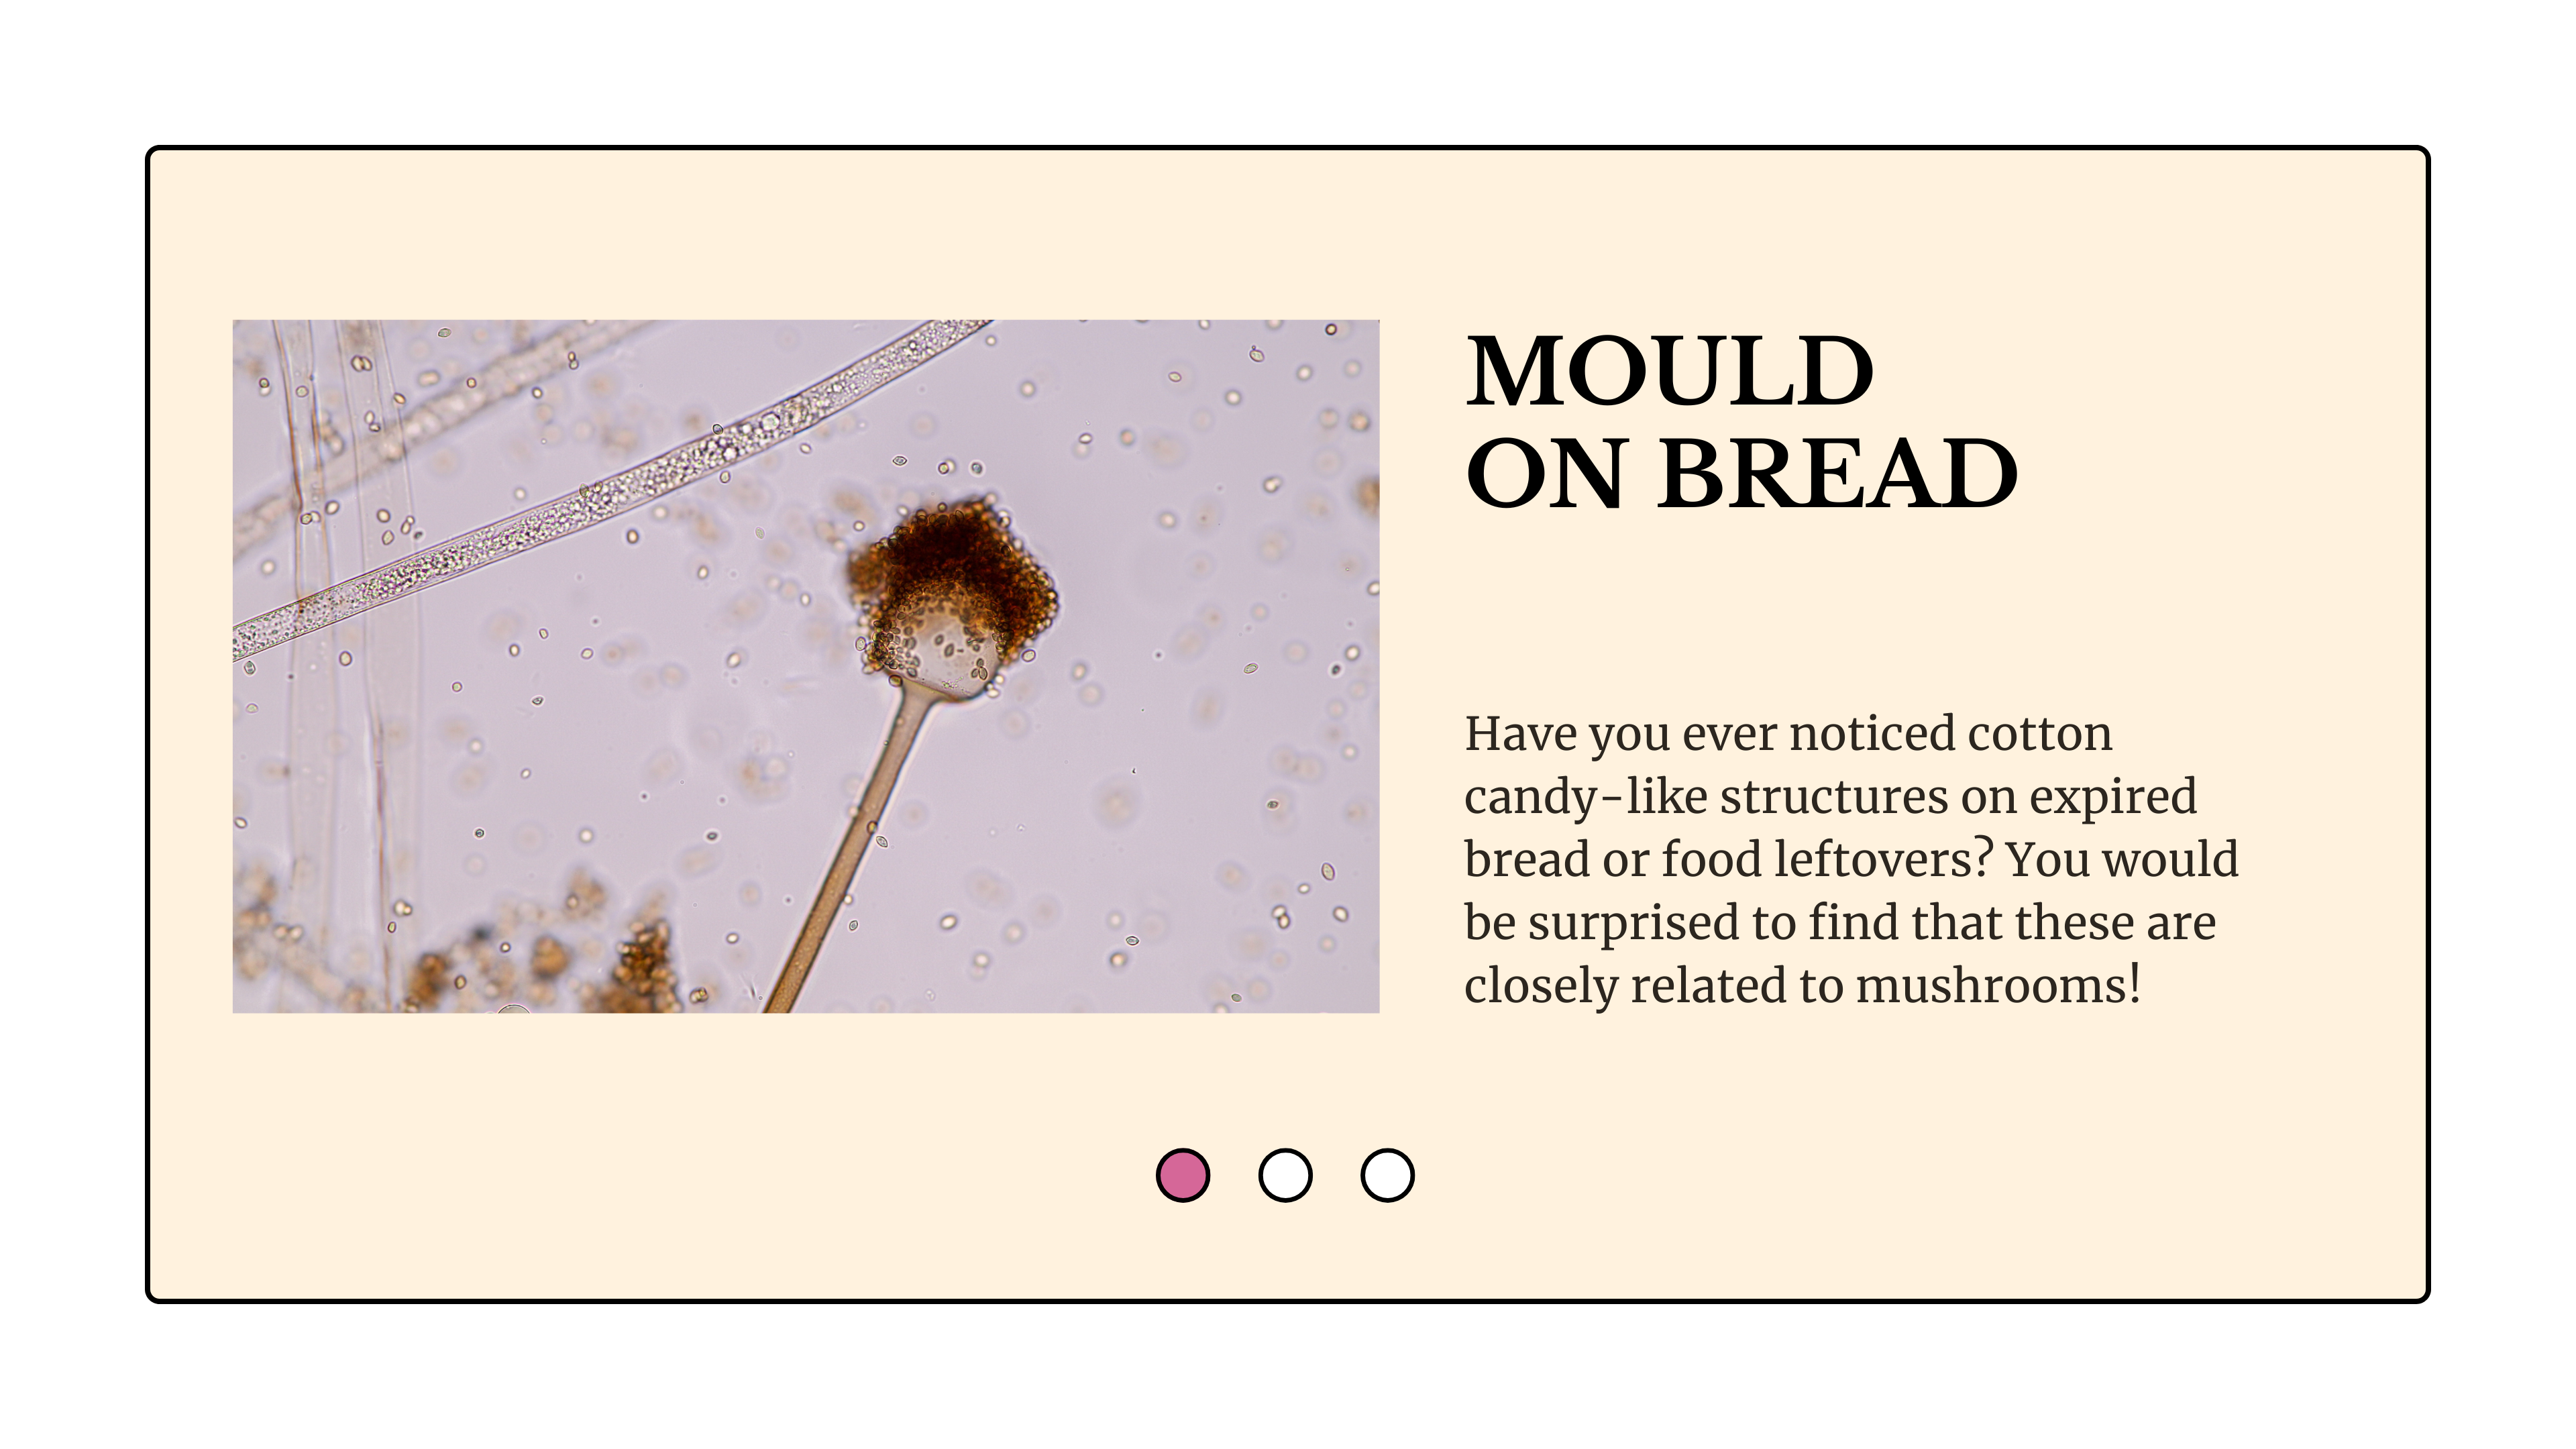 MOULD
ON BREAD
Have you ever noticed cotton
candy-like structures on expired
bread or food leftovers? You would
be surprised to find that these are
closely related to mushrooms!